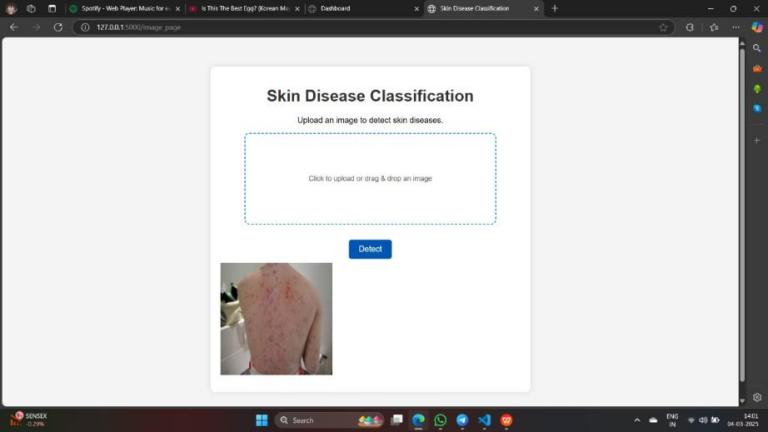 Spotify - Web Player: Music for e
Is This The Best Egg? (Korean Ma
Dashboard
Skin Disease Classification
127.0.0.1:5000/image_page
Skin Disease Classification
Upload an image to detect skin diseases.
Click to upload or drag & drop an image
Detect
SENSEX
-0.29%
Search
ENG
IN
14:01
04-03-2025